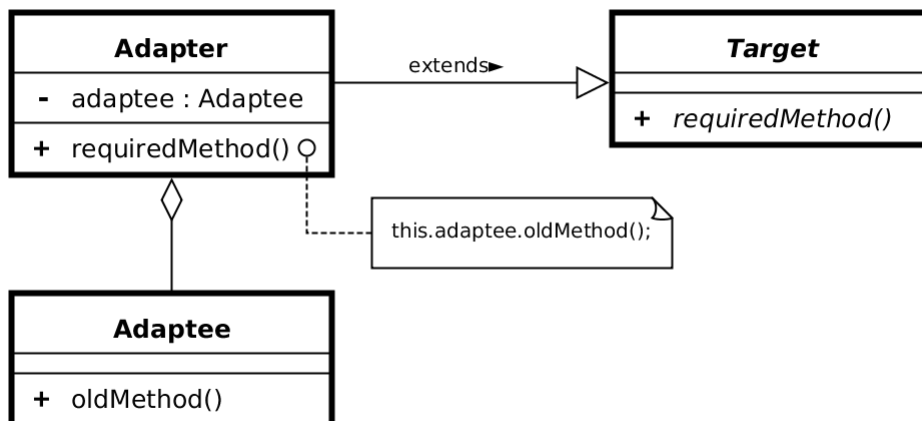 Adapter
- adaptee : Adaptee
+ requiredMethod()
extends►
Target
+ requiredMethod()
this.adaptee.oldMethod();
Adaptee
+ oldMethod()